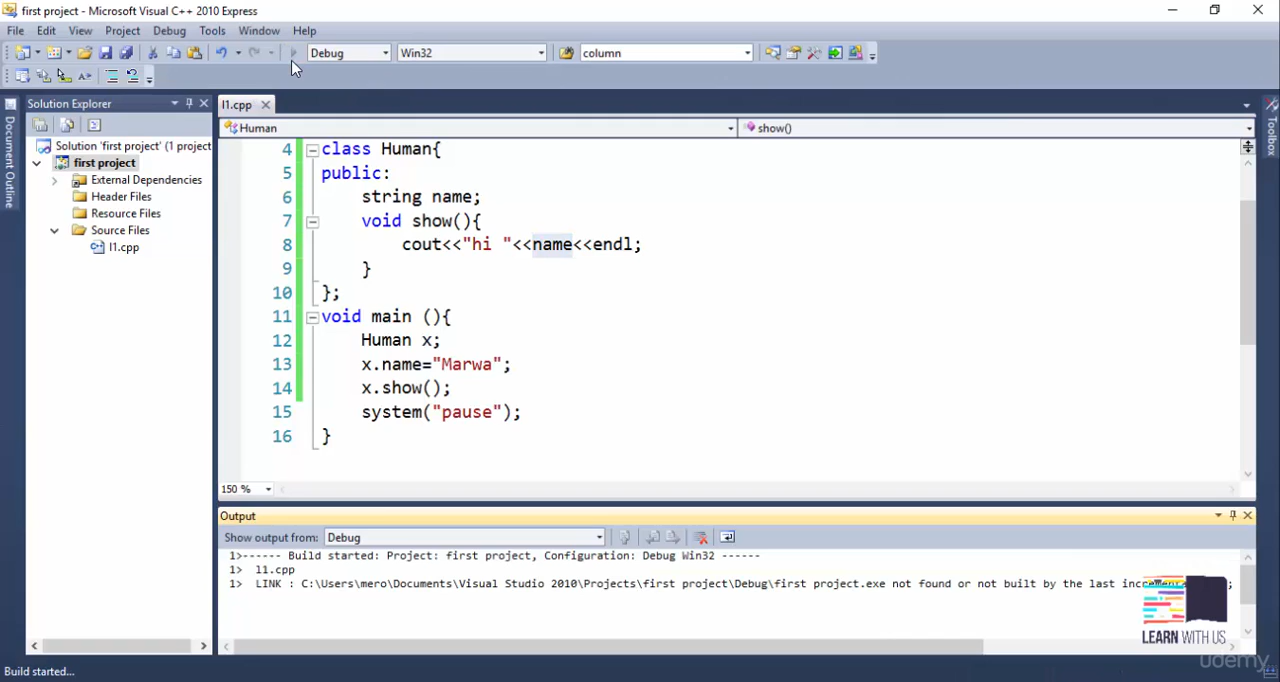 first project - Microsoft Visual C++ 2010 Express
File Edit View Project Debug Tools Window Help
Debug Win32 column
Solution Explorer
Solution 'first project' (1 project
first project
External Dependencies
Header Files
Resource Files
Source Files
l1.cpp
Document Outline
Toolbox
l1.cpp
Human show()
4 class Human{
5 public:
6 string name;
7 void show(){
8 cout<<"hi "<<name<<endl;
9 }
10 };
11 void main (){
12 Human x;
13 x.name="Marwa";
14 x.show();
15 system("pause");
16 }
150 %
Output
Show output from: Debug
1>------ Build started: Project: first project, Configuration: Debug Win32 ------
1> l1.cpp
1> LINK : C:\Users\mero\Documents\Visual Studio 2010\Projects\first project\Debug\first project.exe not found or not built by the last
LEARN WITH US
udemy
Build started...